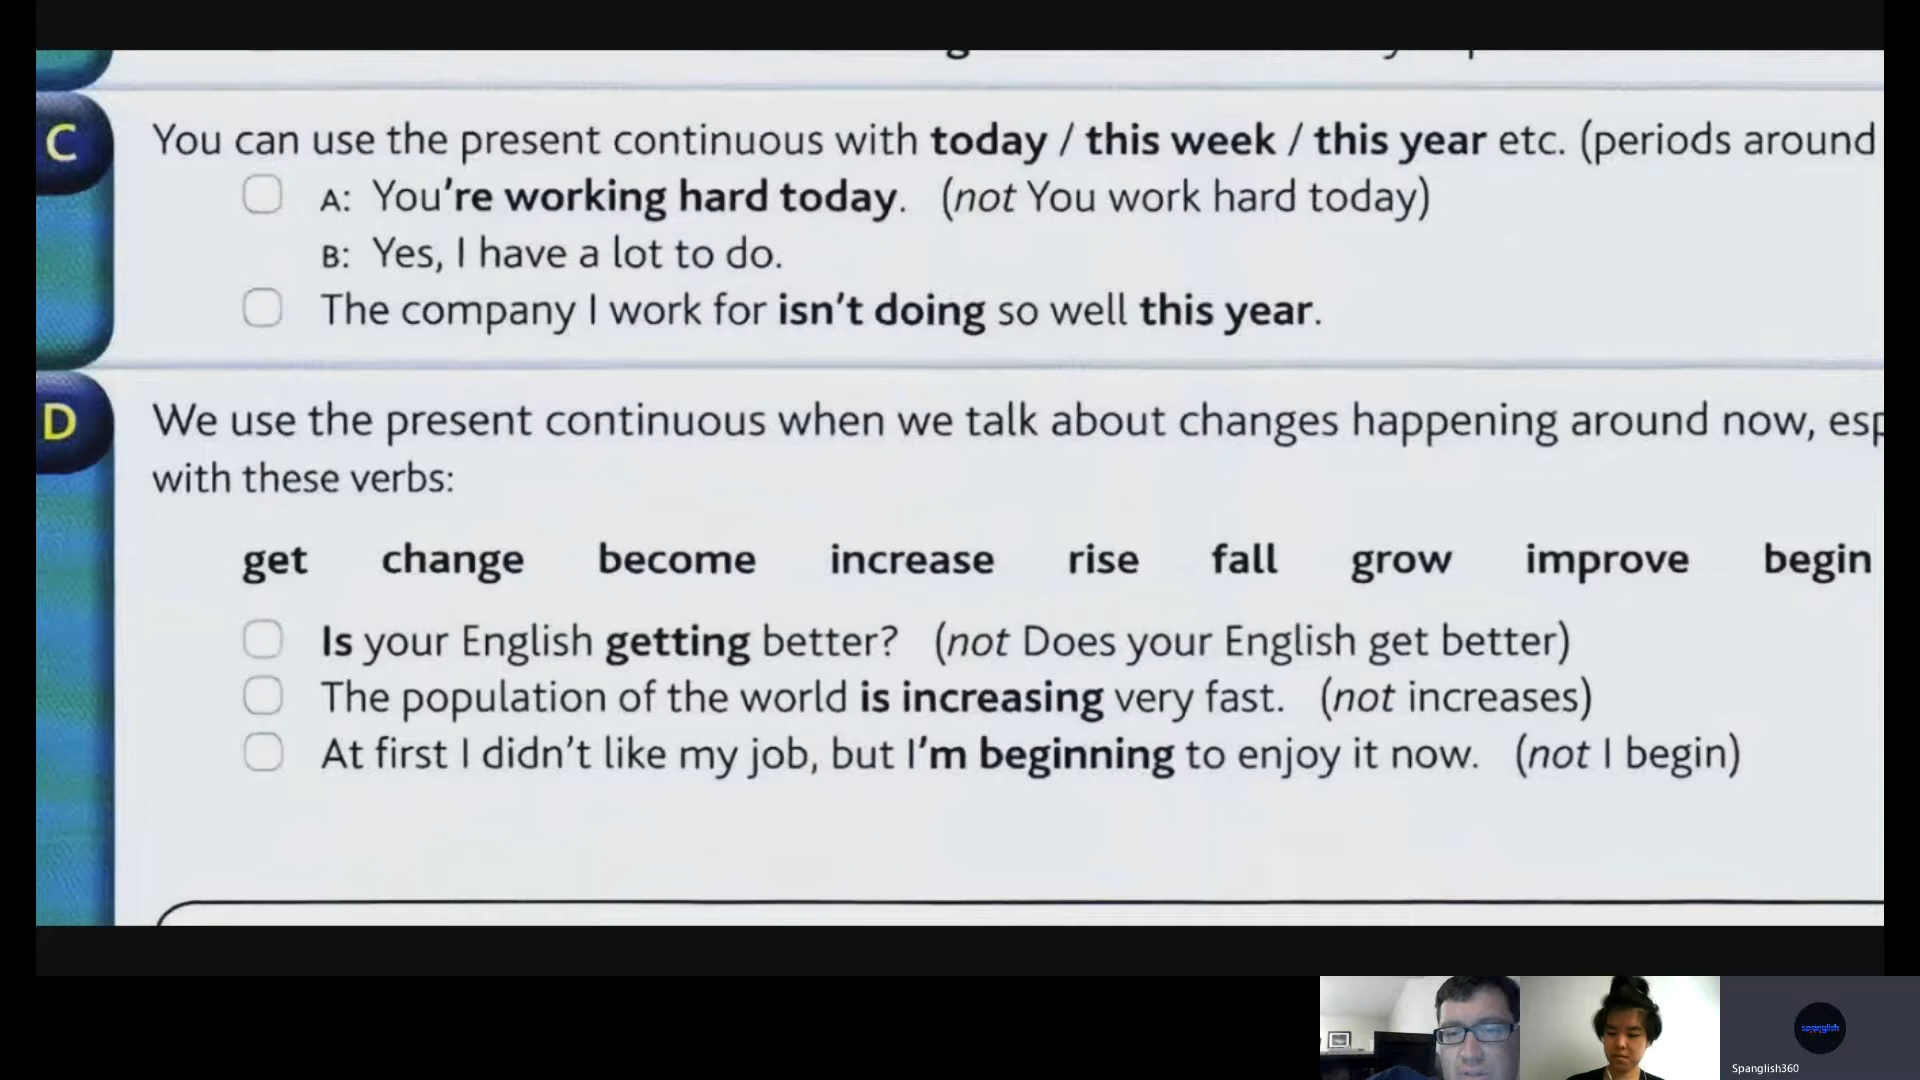 C
You can use the present continuous with today / this week / this year etc. (periods around
A: You're working hard today. (not You work hard today)
B: Yes, I have a lot to do.
The company I work for isn't doing so well this year.
D
We use the present continuous when we talk about changes happening around now, esp
with these verbs:
get change become increase rise fall grow improve begin
Is your English getting better? (not Does your English get better)
The population of the world is increasing very fast. (not increases)
At first I didn't like my job, but I'm beginning to enjoy it now. (not I begin)
spanglish
Spanglish360